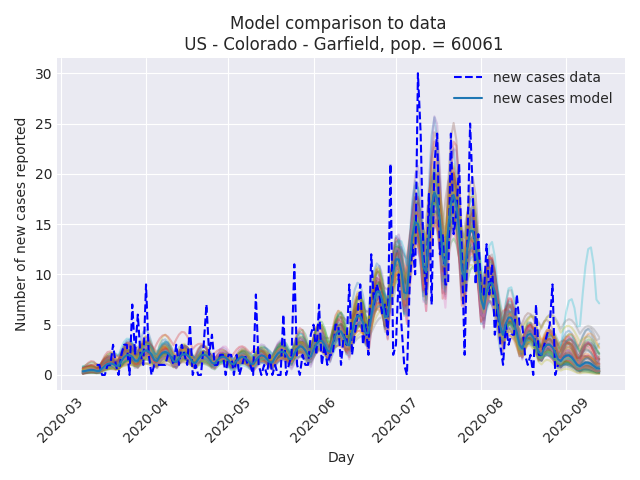 Model comparison to data
US - Colorado - Garfield, pop. = 60061
new cases data
new cases model
Number of new cases reported
30
25
20
15
10
5
0
2020-03
2020-04
2020-05
2020-06
2020-07
2020-08
2020-09
Day